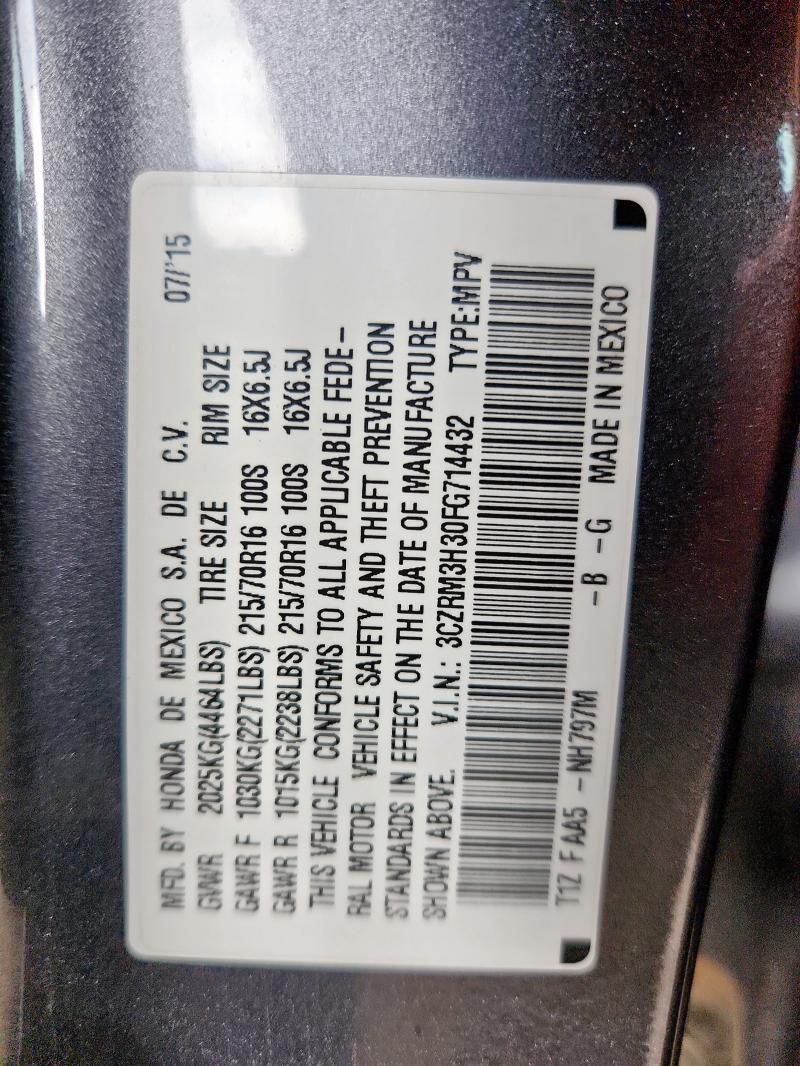 MFD. BY HONDA DE MEXICO S.A. DE C.V. 07/'15
GVWR 2025KG(4464LBS) TIRE SIZE RIM SIZE
GAWR F 1030KG(2271LBS) 215/70R16 100S 16X6.5J
GAWR R 1015KG(2238LBS) 215/70R16 100S 16X6.5J
THIS VEHICLE CONFORMS TO ALL APPLICABLE FEDE-
RAL MOTOR VEHICLE SAFETY AND THEFT PREVENTION
STANDARDS IN EFFECT ON THE DATE OF MANUFACTURE
SHOWN ABOVE. V.I.N.: 3CZRM3H30FG714432 TYPE:MPV
T1Z F AA5 -NH797M -B -G MADE IN MEXICO